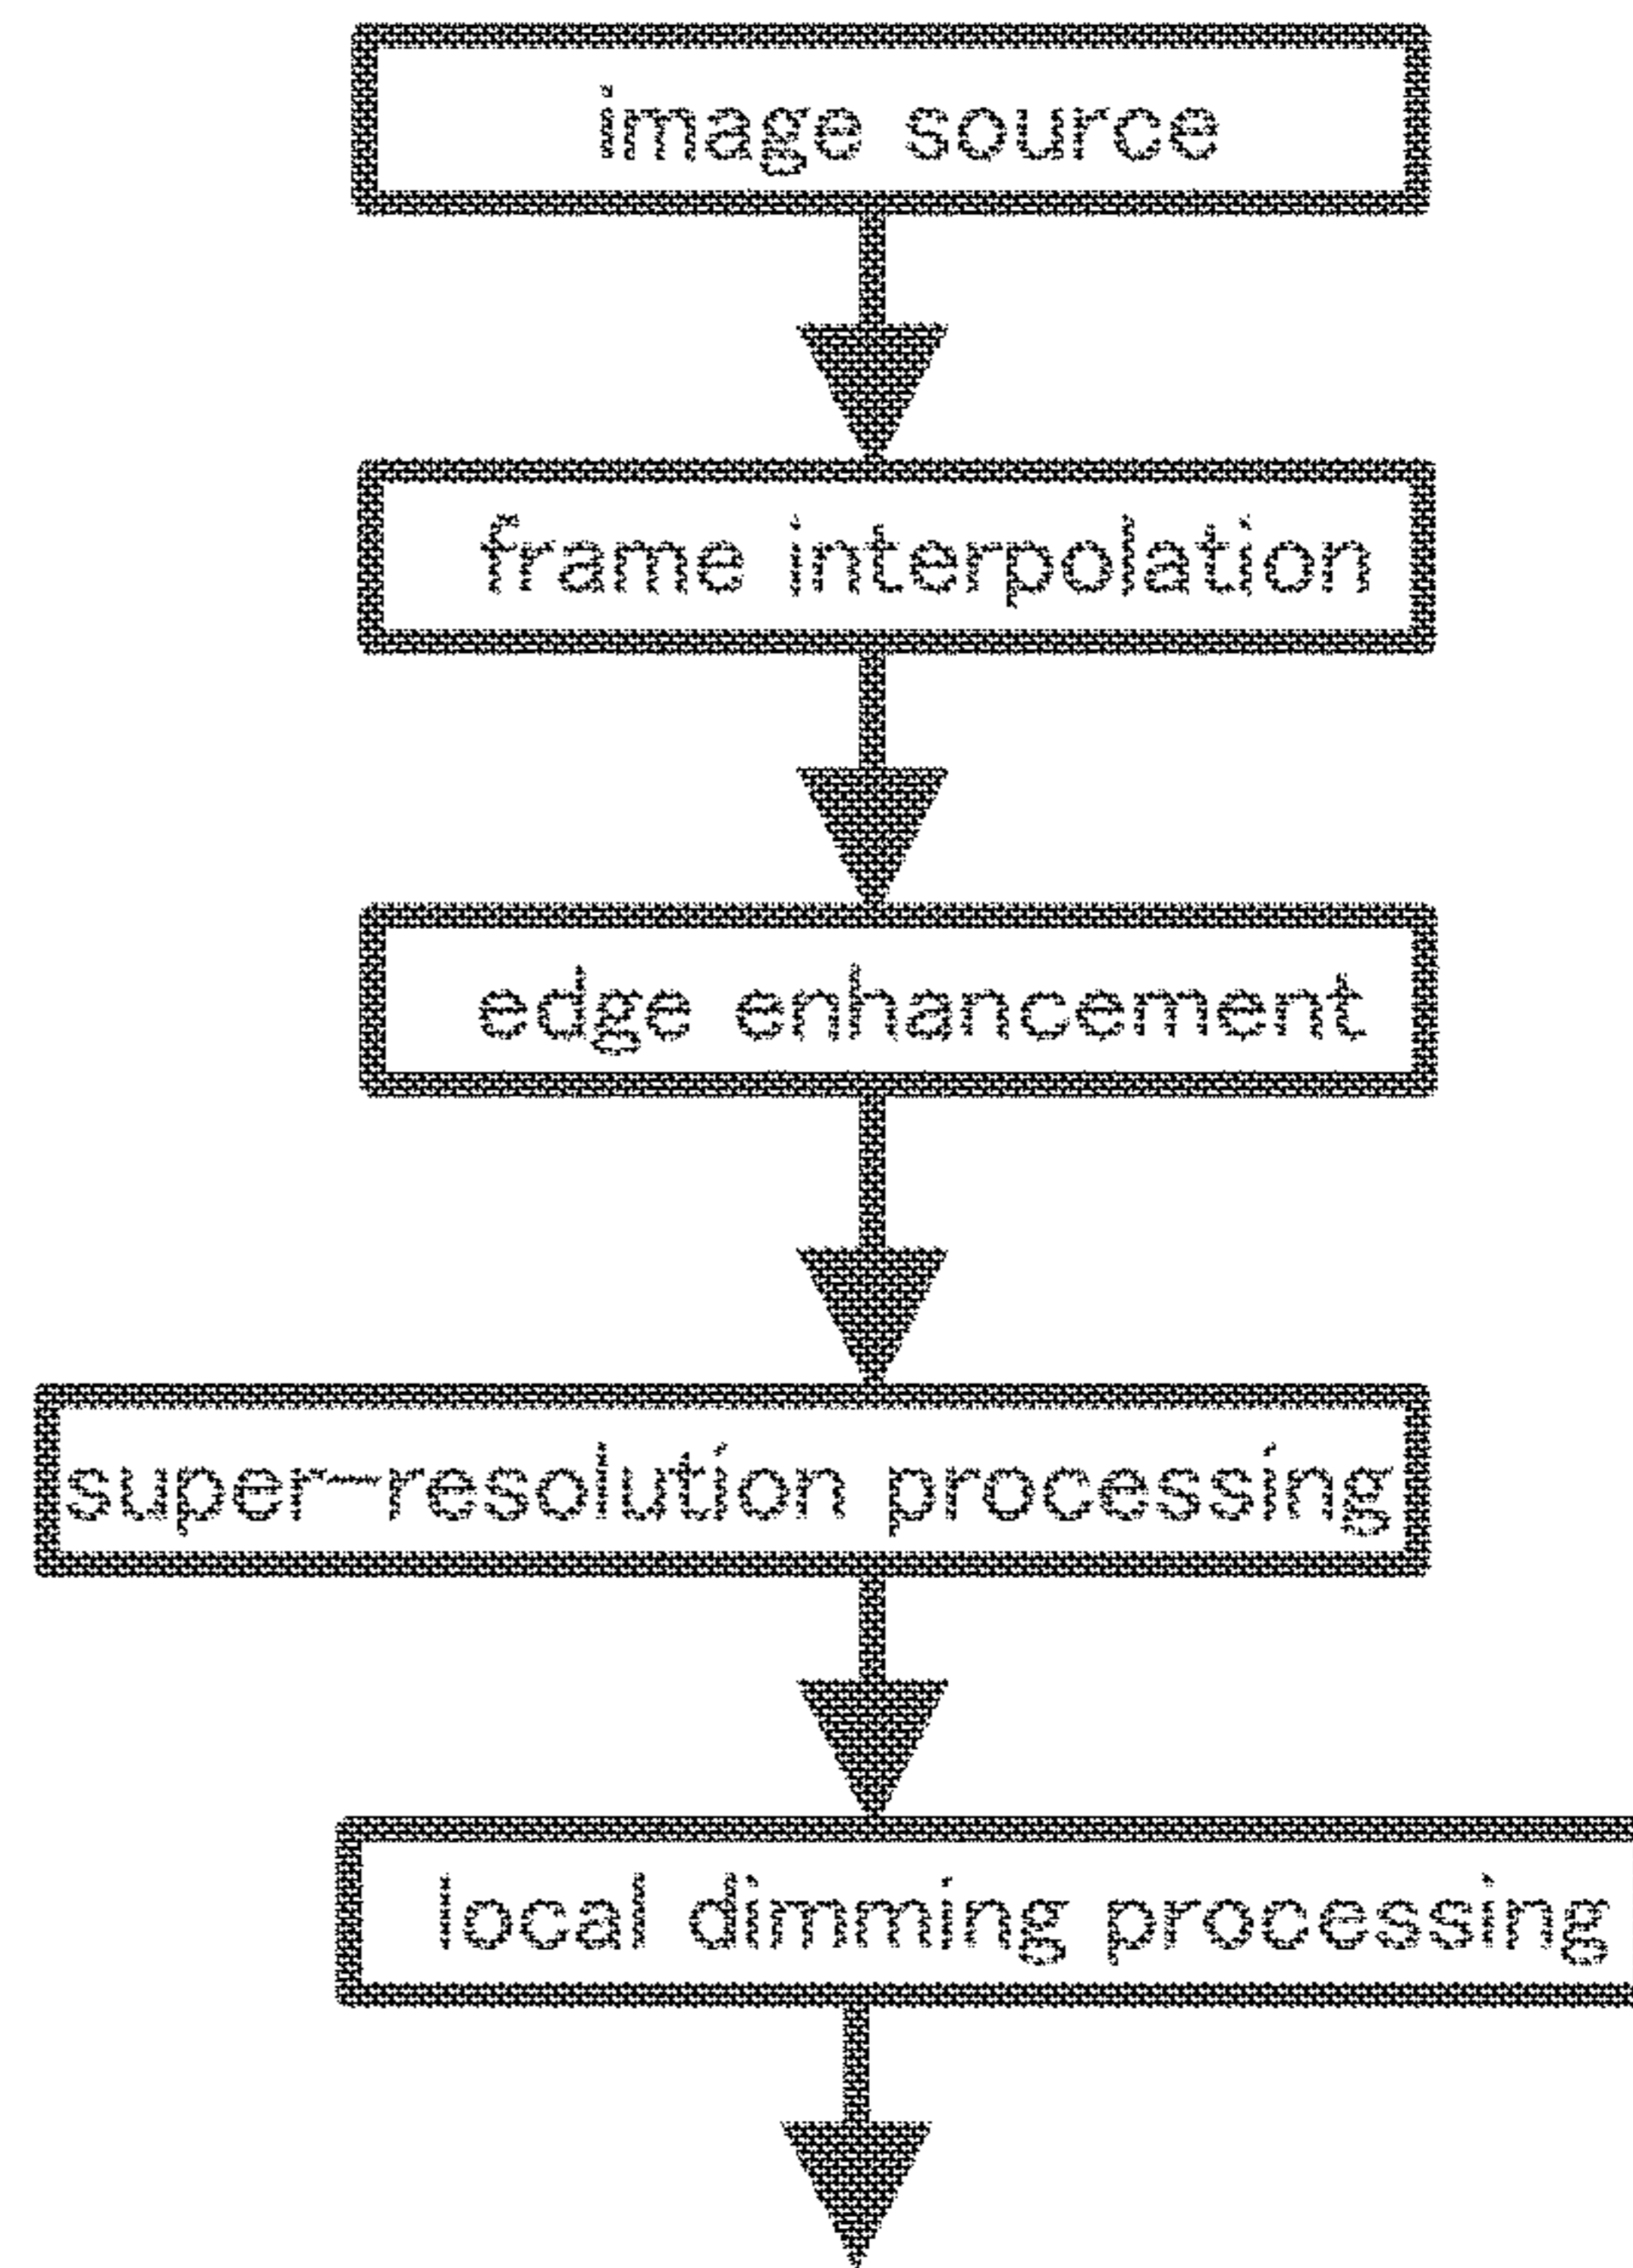 image source
frame interpolation
edge enhancement
super-resolution processing
local dimming processing